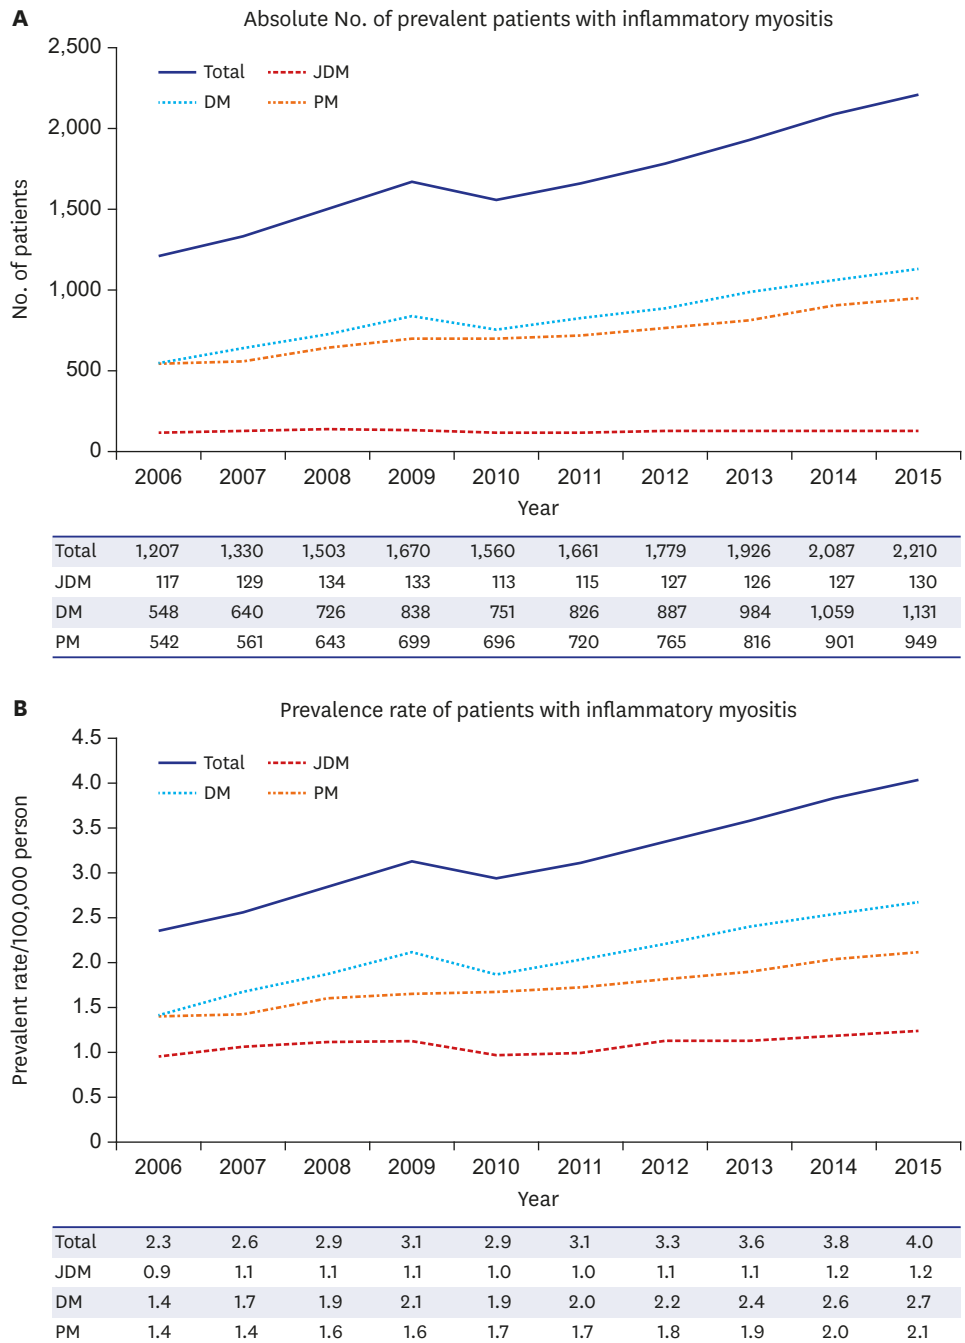 A
Absolute No. of prevalent patients with inflammatory myositis
No. of patients
2,500
2,000
1,500
1,000
500
0
Total JDM
DM PM
2006 2007 2008 2009 2010 2011 2012 2013 2014 2015
Year
Total 1,207 1,330 1,503 1,670 1,560 1,661 1,779 1,926 2,087 2,210
JDM 117 129 134 133 113 115 127 126 127 130
DM 548 640 726 838 751 826 887 984 1,059 1,131
PM 542 561 643 699 696 720 765 816 901 949
B
Prevalence rate of patients with inflammatory myositis
Prevalent rate/100,000 person
4.5
4.0
3.5
3.0
2.5
2.0
1.5
1.0
0.5
0
Total JDM
DM PM
2006 2007 2008 2009 2010 2011 2012 2013 2014 2015
Year
Total 2.3 2.6 2.9 3.1 2.9 3.1 3.3 3.6 3.8 4.0
JDM 0.9 1.1 1.1 1.1 1.0 1.0 1.1 1.1 1.2 1.2
DM 1.4 1.7 1.9 2.1 1.9 2.0 2.2 2.4 2.6 2.7
PM 1.4 1.4 1.6 1.6 1.7 1.7 1.8 1.9 2.0 2.1